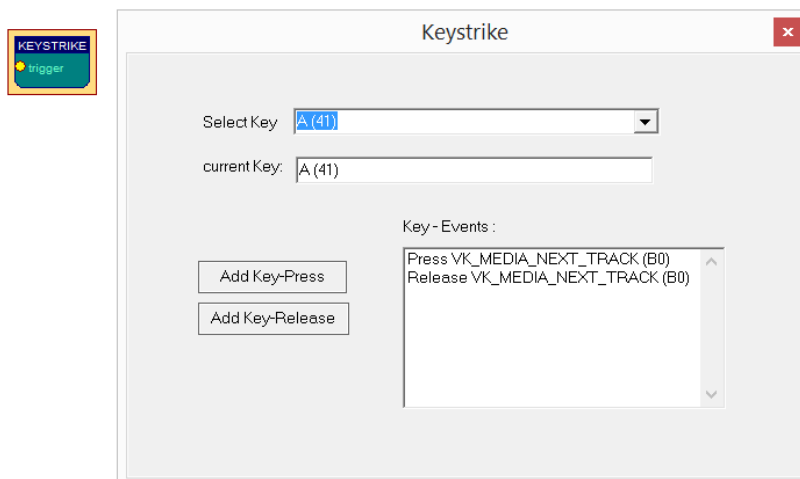 KEYSTRIKE
trigger
Keystrike
x
Select Key A (41)
current Key: A (41)
Key - Events :
Press VK_MEDIA_NEXT_TRACK (B0)
Release VK_MEDIA_NEXT_TRACK (B0)
Add Key-Press
Add Key-Release